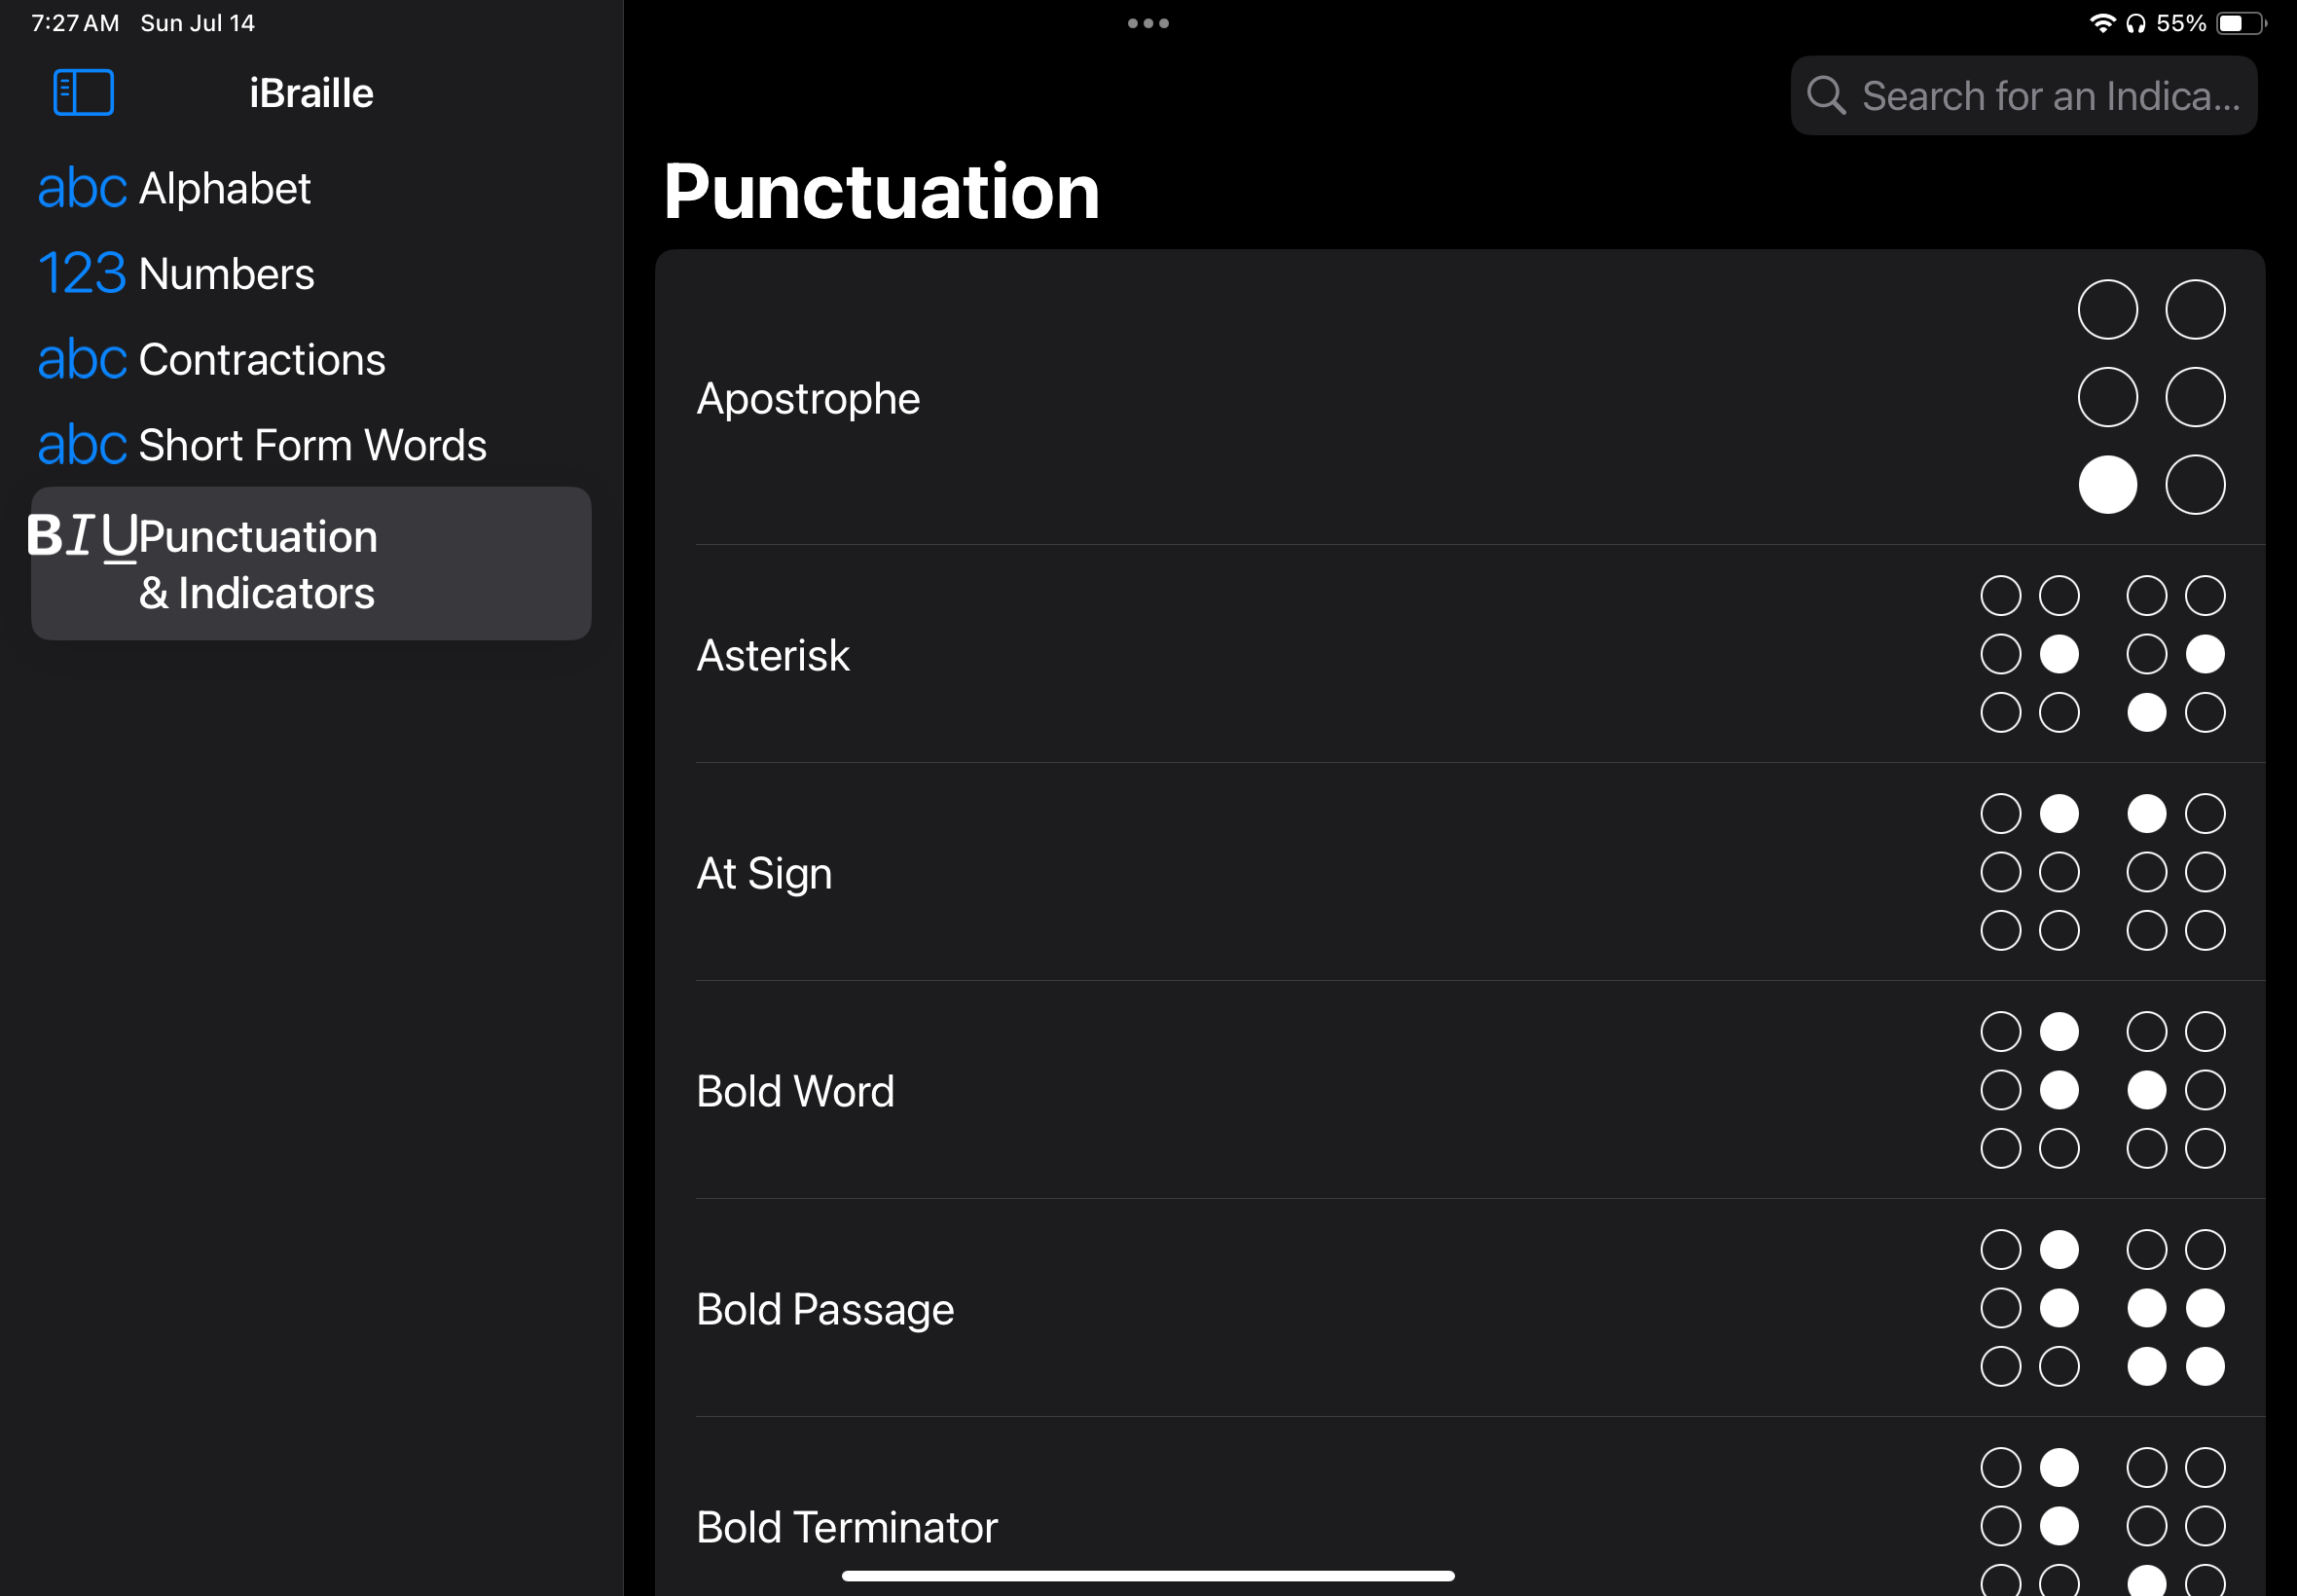 7:27 AM Sun Jul 14
55%
iBraille
Search for an Indica...
abc Alphabet
123 Numbers
abc Contractions
abc Short Form Words
BIU Punctuation
& Indicators
Punctuation
Apostrophe
Asterisk
At Sign
Bold Word
Bold Passage
Bold Terminator